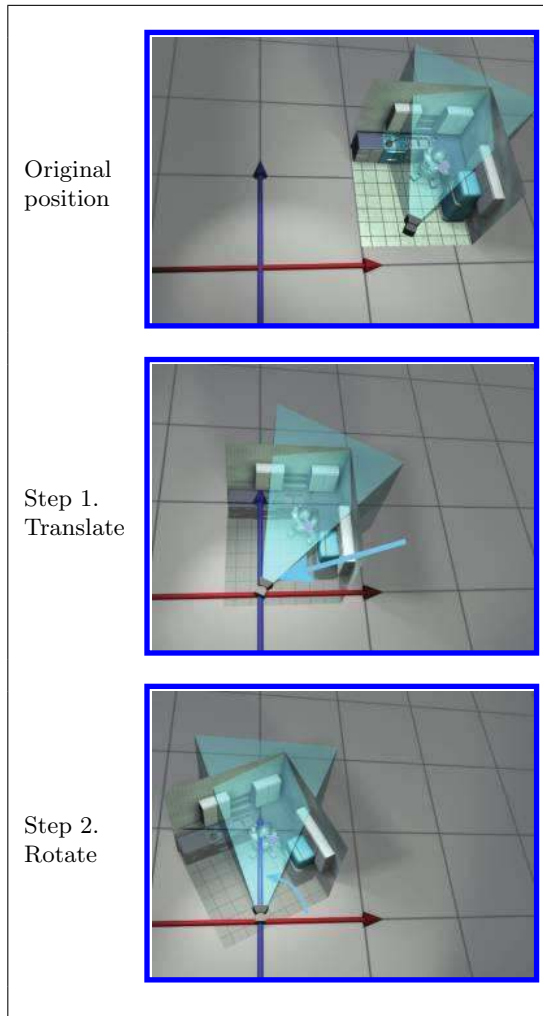 Original
position
Step 1.
Translate
Step 2.
Rotate